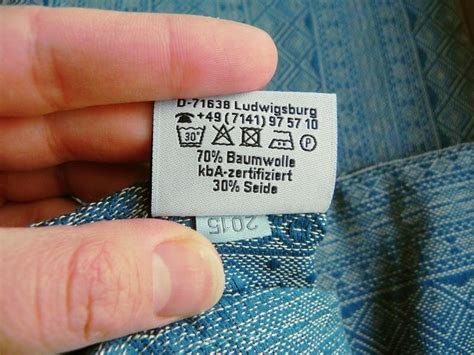 D-71638 Ludwigsburg
☎ +49 (7141) 97 57 10
30° P
70% Baumwolle
kbA-zertifiziert
30% Seide
2015